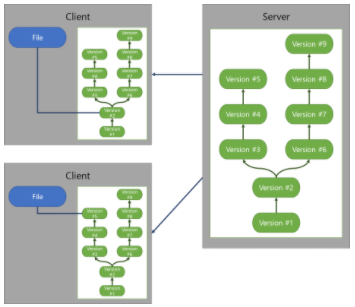 Client
File
Version #9
Version #5
Version #8
Version #4
Version #7
Version #3
Version #6
Version #2
Version #1
Server
Version #9
Version #5
Version #8
Version #4
Version #7
Version #3
Version #6
Version #2
Version #1
Client
File
Version #9
Version #5
Version #8
Version #4
Version #7
Version #3
Version #6
Version #2
Version #1